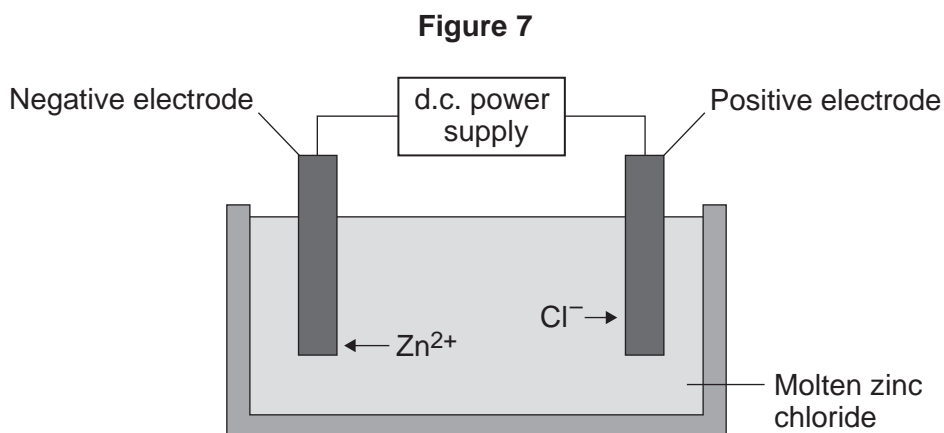 Figure 7
Negative electrode
d.c. power
supply
Positive electrode
Cl⁻
Zn²⁺
Molten zinc
chloride